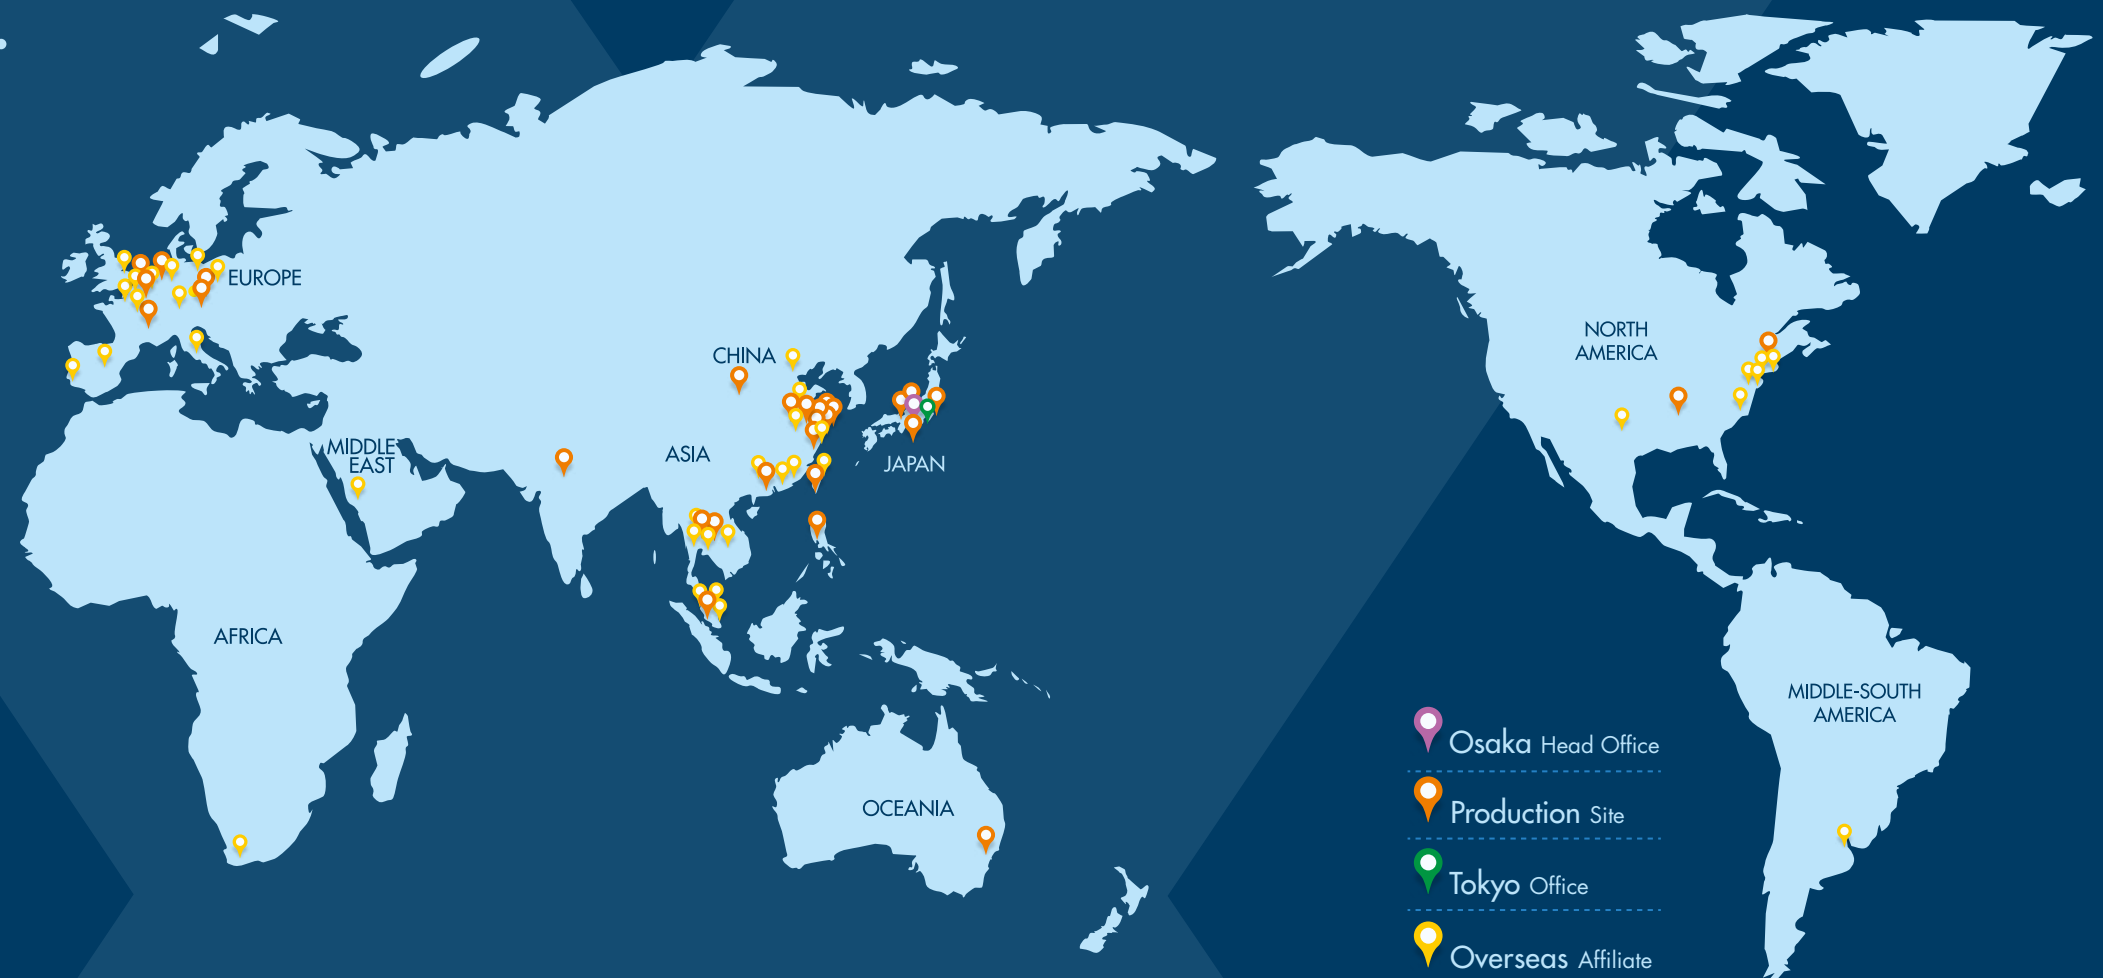 EUROPE
CHINA
NORTH
AMERICA
MIDDLE
EAST
ASIA
JAPAN
AFRICA
MIDDLE-SOUTH
AMERICA
OCEANIA
Osaka Head Office
Production Site
Tokyo Office
Overseas Affiliate